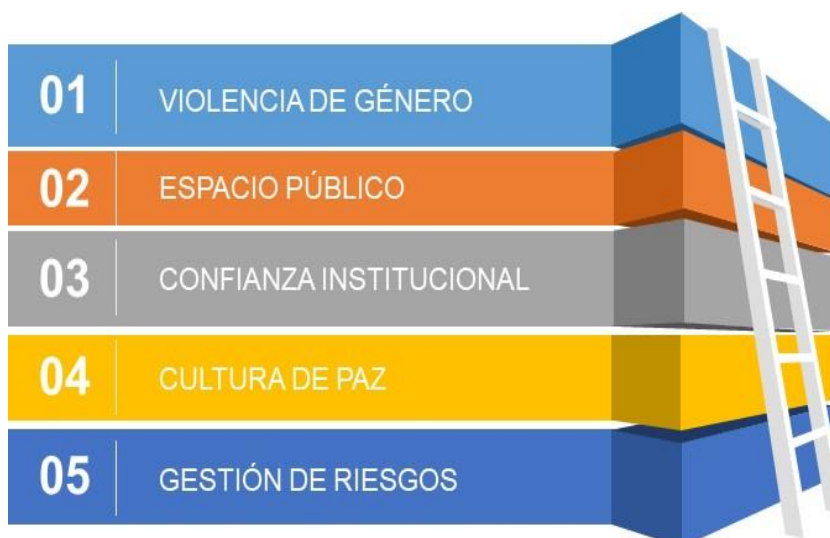 01 VIOLENCIA DE GÉNERO
02 ESPACIO PÚBLICO
03 CONFIANZA INSTITUCIONAL
04 CULTURA DE PAZ
05 GESTIÓN DE RIESGOS